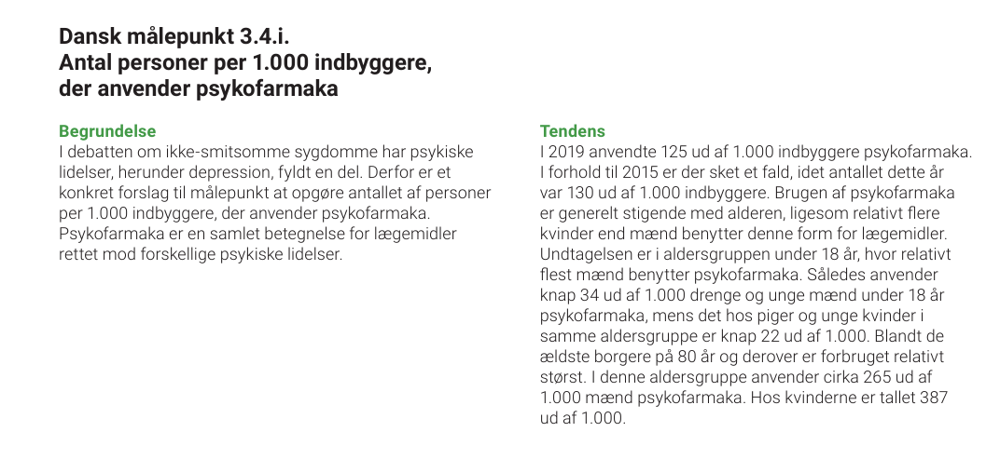 Dansk målepunkt 3.4.i.
Antal personer per 1.000 indbyggere,
der anvender psykofarmaka
Begrundelse
I debatten om ikke-smitsomme sygdomme har psykiske
lidelser, herunder depression, fyldt en del. Derfor er et
konkret forslag til målepunkt at opgøre antallet af personer
per 1.000 indbyggere, der anvender psykofarmaka.
Psykofarmaka er en samlet betegnelse for lægemidler
rettet mod forskellige psykiske lidelser.
Tendens
I 2019 anvendte 125 ud af 1.000 indbyggere psykofarmaka.
I forhold til 2015 er der sket et fald, idet antallet dette år
var 130 ud af 1.000 indbyggere. Brugen af psykofarmaka
er generelt stigende med alderen, ligesom relativt flere
kvinder end mænd benytter denne form for lægemidler.
Undtagelsen er i aldersgruppen under 18 år, hvor relativt
flest mænd benytter psykofarmaka. Således anvender
knap 34 ud af 1.000 drenge og unge mænd under 18 år
psykofarmaka, mens det hos piger og unge kvinder i
samme aldersgruppe er knap 22 ud af 1.000. Blandt de
ældste borgere på 80 år og derover er forbruget relativt
størst. I denne aldersgruppe anvender cirka 265 ud af
1.000 mænd psykofarmaka. Hos kvinderne er tallet 387
ud af 1.000.